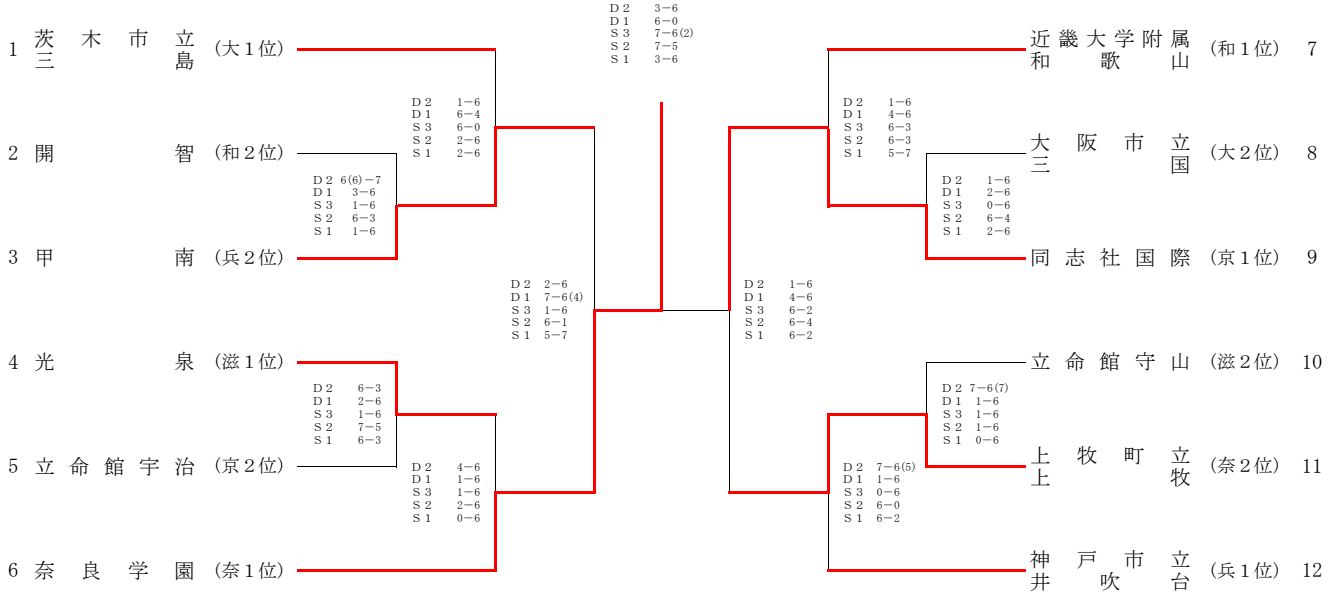 D2 3-6
D1 6-0
S3 7-6(2)
S2 7-5
S1 3-6
1 茨木市立三島 (大1位)
D2 1-6
D1 6-4
S3 6-0
S2 2-6
S1 2-6
2 開智 (和2位)
D2 6(6)-7
D1 3-6
S3 1-6
S2 6-3
S1 1-6
3 甲南 (兵2位)
D2 2-6
D1 7-6(4)
S3 1-6
S2 6-1
S1 5-7
4 光泉 (滋1位)
D2 6-3
D1 2-6
S3 1-6
S2 7-5
S1 6-3
5 立命館宇治 (京2位)
D2 4-6
D1 1-6
S3 1-6
S2 2-6
S1 0-6
6 奈良学園 (奈1位)
近畿大学附属和歌山 (和1位) 7
D2 1-6
D1 4-6
S3 6-3
S2 6-3
S1 5-7
大阪市立三国 (大2位) 8
D2 1-6
D1 2-6
S3 0-6
S2 6-4
S1 2-6
同志社国際 (京1位) 9
D2 1-6
D1 4-6
S3 6-2
S2 6-4
S1 6-2
立命館守山 (滋2位) 10
D2 7-6(7)
D1 1-6
S3 1-6
S2 1-6
S1 0-6
上牧町立上牧 (奈2位) 11
D2 7-6(5)
D1 1-6
S3 0-6
S2 6-0
S1 6-2
神戸市立井吹台 (兵1位) 12